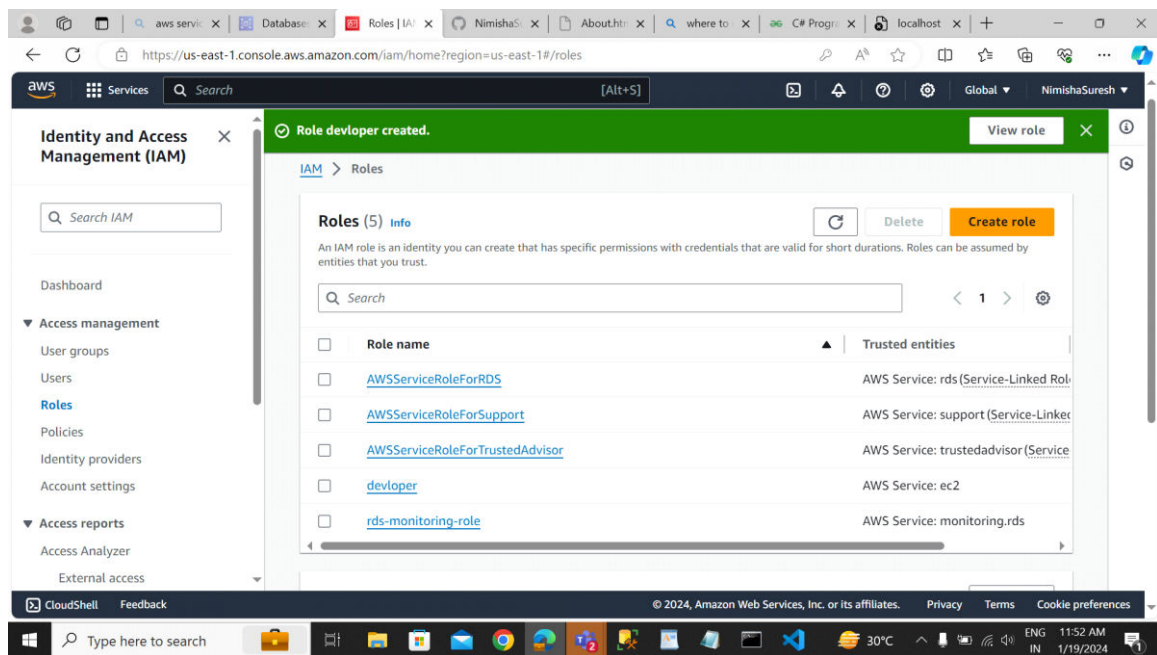 aws servic
Database
Roles | IAM
NimishaS
About.htm
where to
C# Progra
localhost
https://us-east-1.console.aws.amazon.com/iam/home?region=us-east-1#/roles
aws
Services
Search
[Alt+S]
Global
NimishaSuresh
Identity and Access
Management (IAM)
Search IAM
Dashboard
Access management
User groups
Users
Roles
Policies
Identity providers
Account settings
Access reports
Access Analyzer
External access
Role devloper created.
View role
IAM > Roles
Roles (5) Info
Delete
Create role
An IAM role is an identity you can create that has specific permissions with credentials that are valid for short durations. Roles can be assumed by
entities that you trust.
Search
1
Role name
Trusted entities
AWSServiceRoleForRDS
AWS Service: rds (Service-Linked Rol
AWSServiceRoleForSupport
AWS Service: support (Service-Linked
AWSServiceRoleForTrustedAdvisor
AWS Service: trustedadvisor (Service
devloper
AWS Service: ec2
rds-monitoring-role
AWS Service: monitoring.rds
CloudShell
Feedback
© 2024, Amazon Web Services, Inc. or its affiliates.
Privacy
Terms
Cookie preferences
Type here to search
30°C
ENG
IN
11:52 AM
1/19/2024